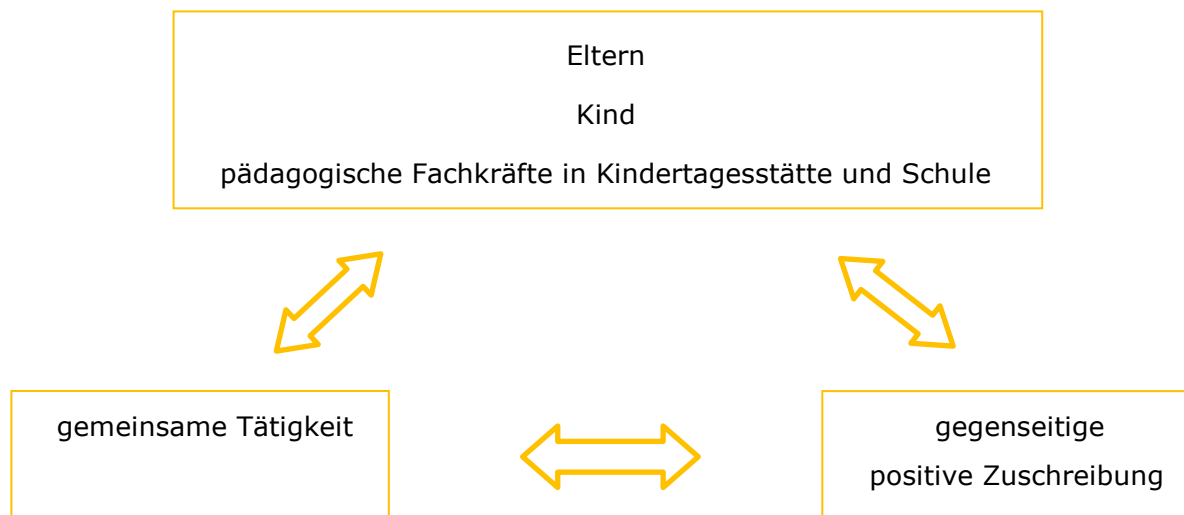 Eltern
Kind
pädagogische Fachkräfte in Kindertagesstätte und Schule
gemeinsame Tätigkeit
gegenseitige
positive Zuschreibung